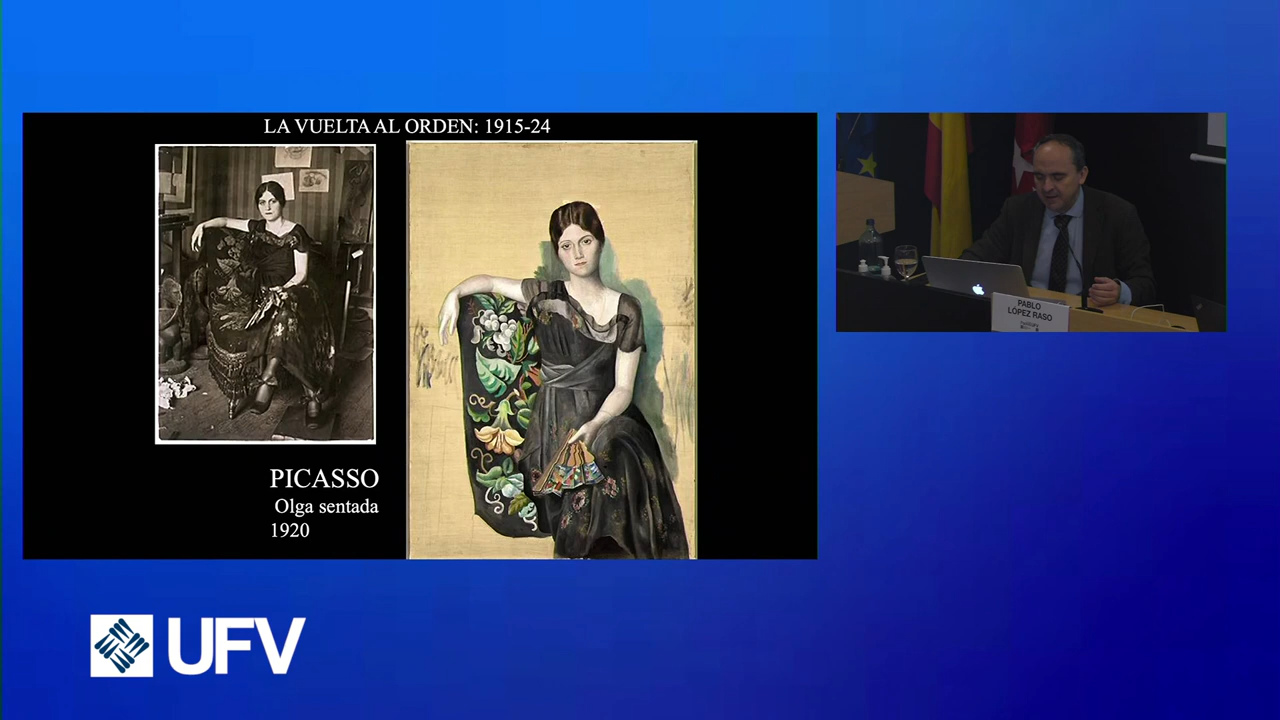 LA VUELTA AL ORDEN: 1915-24
PICASSO
Olga sentada
1920
PABLO
LÓPEZ RASO
UFV